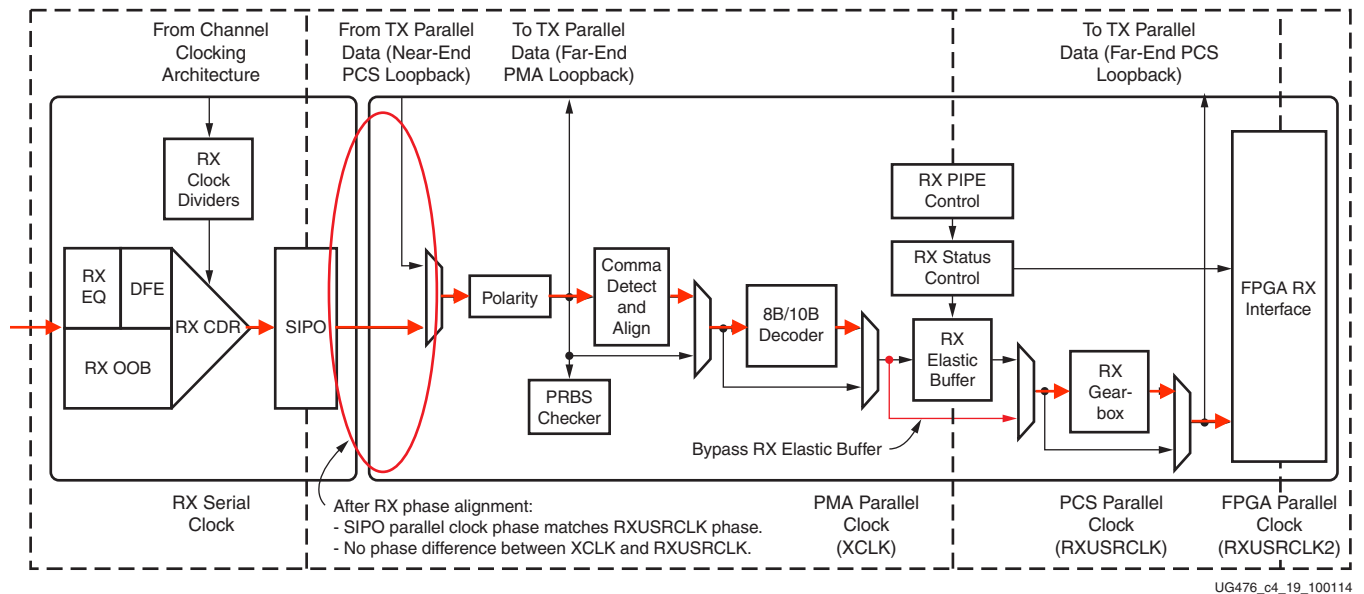 From Channel
Clocking
Architecture
From TX Parallel
Data (Near-End
PCS Loopback)
To TX Parallel
Data (Far-End
PMA Loopback)
To TX Parallel
Data (Far-End PCS
Loopback)
RX
Clock
Dividers
RX
EQ
DFE
RX CDR
RX OOB
SIPO
Polarity
Comma
Detect
and
Align
PRBS
Checker
8B/10B
Decoder
RX PIPE
Control
RX Status
Control
RX
Elastic
Buffer
RX
Gear-
box
FPGA RX
Interface
Bypass RX Elastic Buffer
RX Serial
Clock
After RX phase alignment:
- SIPO parallel clock phase matches RXUSRCLK phase.
- No phase difference between XCLK and RXUSRCLK.
PMA Parallel
Clock
(XCLK)
PCS Parallel
Clock
(RXUSRCLK)
FPGA Parallel
Clock
(RXUSRCLK2)
UG476_c4_19_100114